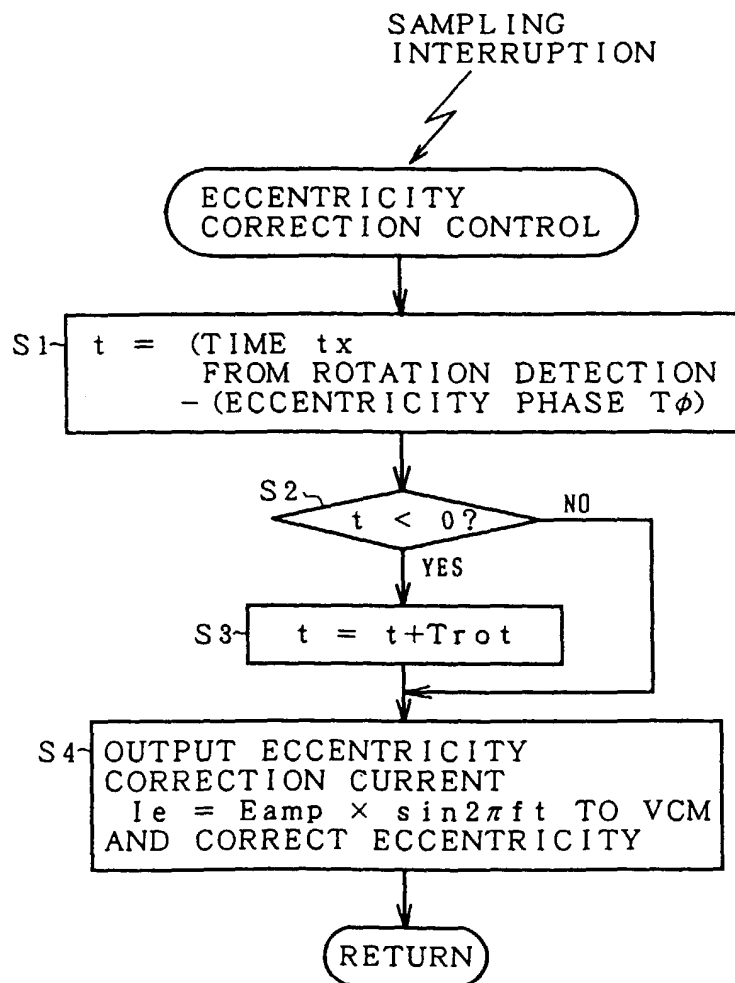 SAMPLING
INTERRUPTION
ECCENTRICITY
CORRECTION CONTROL
S1
t = (TIME tx
FROM ROTATION DETECTION
- (ECCENTRICITY PHASE Tφ)
S2
t < 0?
NO
YES
S3
t = t+Trot
S4
OUTPUT ECCENTRICITY
CORRECTION CURRENT
Ie = Eamp × sin2πft TO VCM
AND CORRECT ECCENTRICITY
RETURN